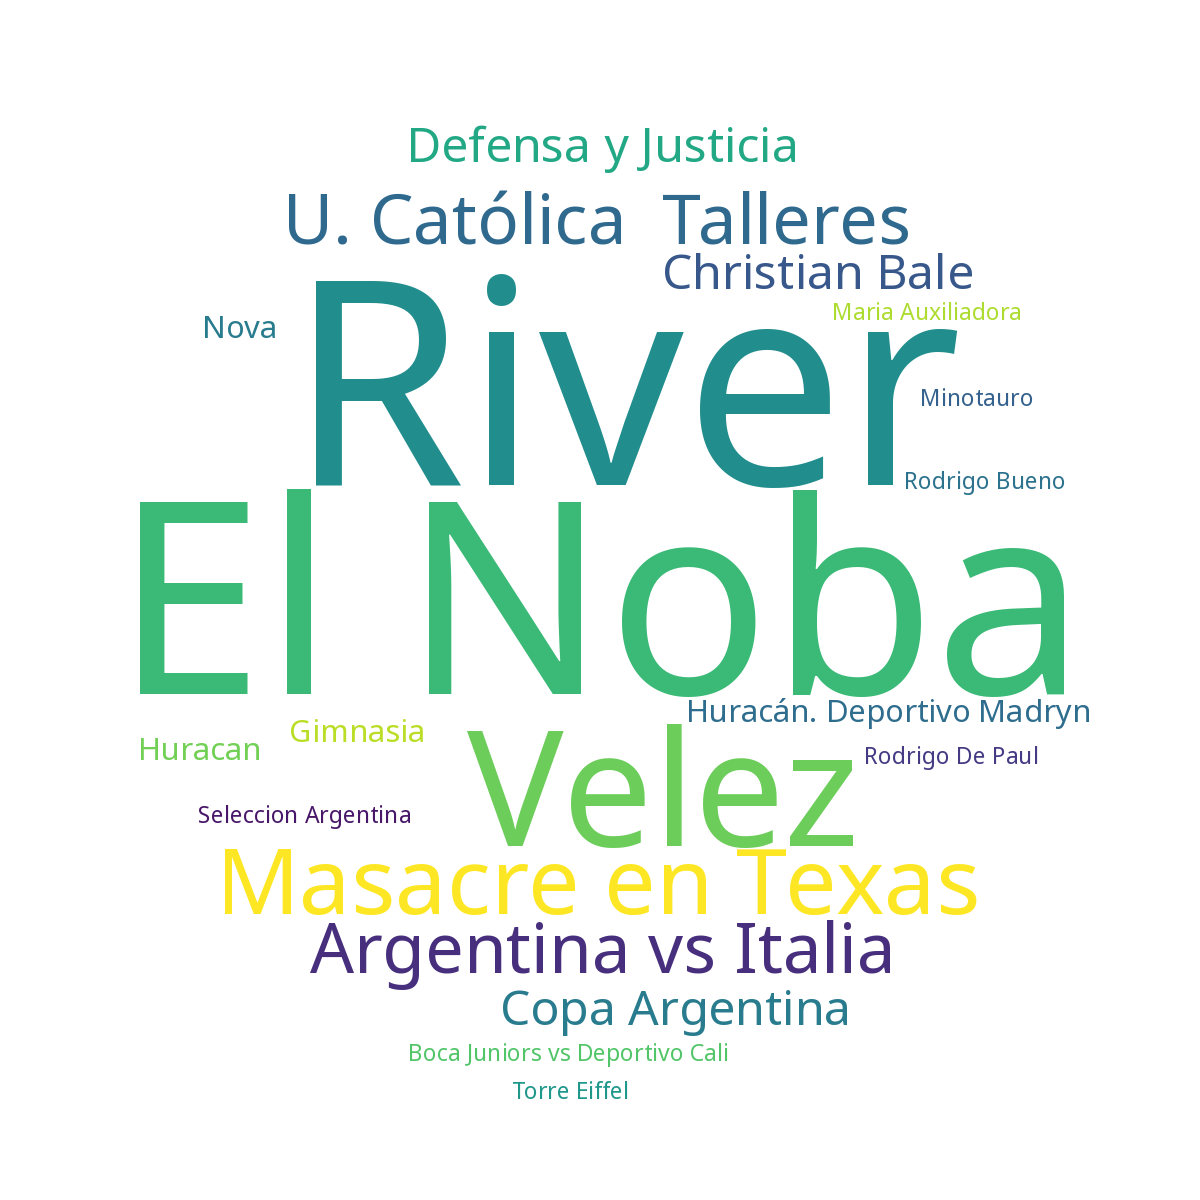 Defensa y Justicia
U. Católica
Talleres
Christian Bale
Maria Auxiliadora
Nova
River
Minotauro
Rodrigo Bueno
El Noba
Huracán. Deportivo Madryn
Gimnasia
Huracan
Velez
Rodrigo De Paul
Seleccion Argentina
Masacre en Texas
Argentina vs Italia
Copa Argentina
Boca Juniors vs Deportivo Cali
Torre Eiffel